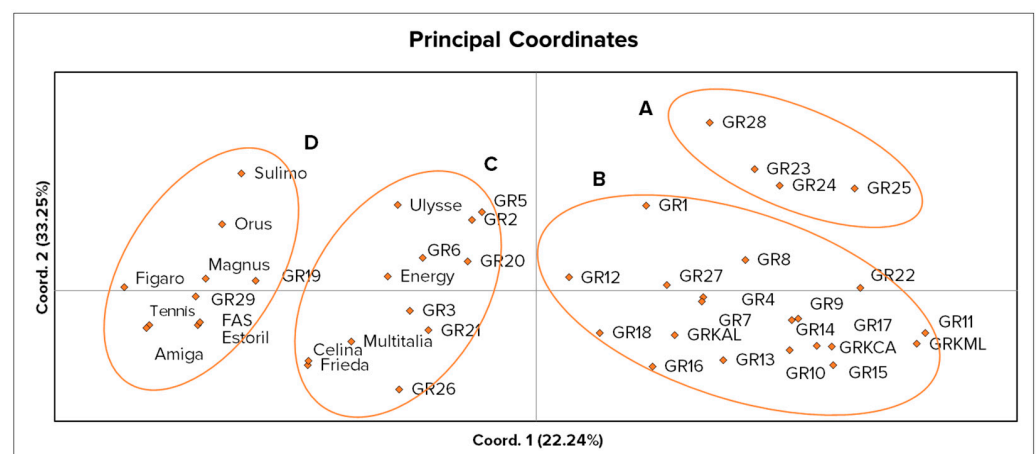 Principal Coordinates
A
GR28
D
GR23
C
Sulimo
B
GR24
GR25
GR5
Ulysse
GR1
GR2
Orus
GR6
GR8
GR20
Magnus
GR19
Energy
GR12
GR27
GR22
Figaro
GR29
GR4
GR9
Tennis
GR3
FAS
GR7
GR14
GR17
GR11
Estoril
GR21
GR18
GRKAL
Multitalia
GRKCA
GRKML
Amiga
Celina
Frieda
GR16
GR13
GR10
GR15
GR26
Coord. 2 (33.25%)
Coord. 1 (22.24%)